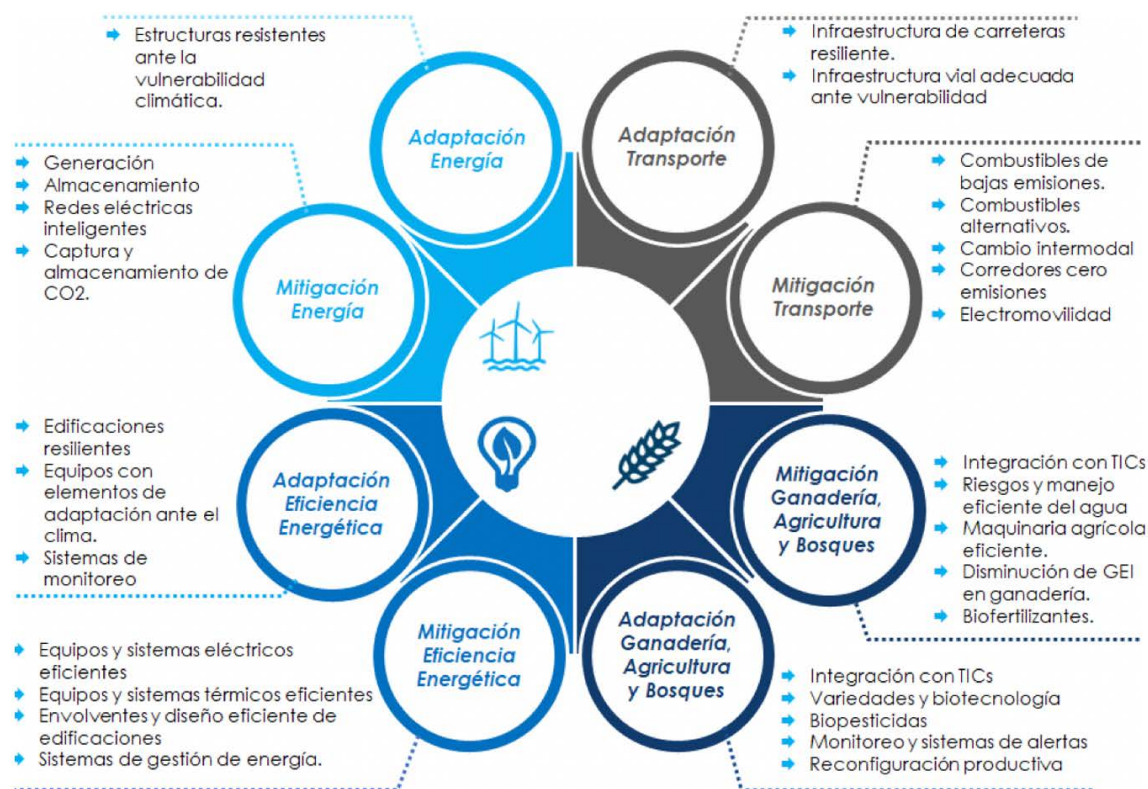 Estructuras resistentes
ante la
vulnerabilidad
climática.
Adaptación
Energía
Generación
Almacenamiento
Redes eléctricas
inteligentes
Captura y
almacenamiento de
CO2.
Mitigación
Energía
Edificaciones
resilientes
Equipos con
elementos de
adaptación ante el
clima.
Sistemas de
monitoreo
Adaptación
Eficiencia
Energética
Equipos y sistemas eléctricos
eficientes
Equipos y sistemas térmicos eficientes
Envolventes y diseño eficiente de
edificaciones
Sistemas de gestión de energía.
Mitigación
Eficiencia
Energética
Infraestructura de carreteras
resiliente.
Infraestructura vial adecuada
ante vulnerabilidad
Adaptación
Transporte
Combustibles de
bajas emisiones.
Combustibles
alternativos.
Cambio intermodal
Corredores cero
emisiones
Electromovilidad
Mitigación
Transporte
Integración con TICs
Riesgos y manejo
eficiente del agua
Maquinaria agrícola
eficiente.
Disminución de GEI
en ganadería.
Biofertilizantes.
Mitigación
Ganadería,
Agricultura
y Bosques
Integración con TICs
Variedades y biotecnología
Biopesticidas
Monitoreo y sistemas de alertas
Reconfiguración productiva
Adaptación
Ganadería,
Agricultura
y Bosques